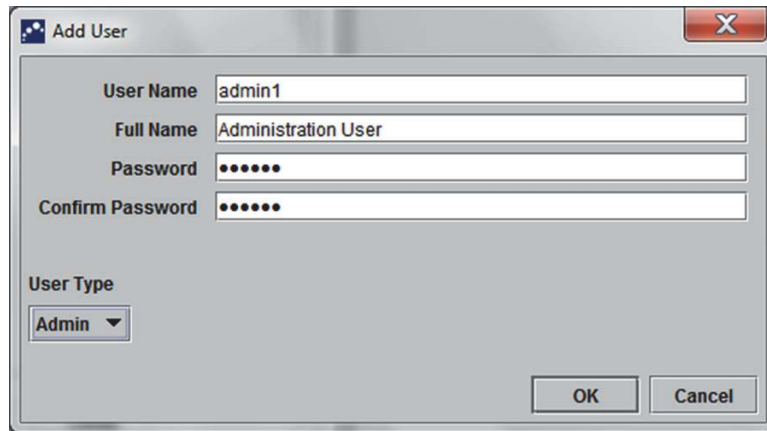 Add User
User Name admin1
Full Name Administration User
Password ••••••
Confirm Password ••••••
User Type
Admin
OK Cancel